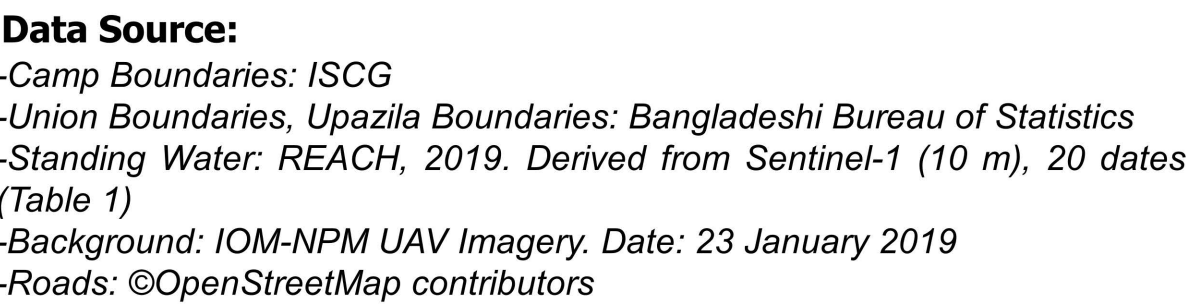 Data Source:
-Camp Boundaries: ISCG
-Union Boundaries, Upazila Boundaries: Bangladeshi Bureau of Statistics
-Standing Water: REACH, 2019. Derived from Sentinel-1 (10 m), 20 dates
(Table 1)
-Background: IOM-NPM UAV Imagery. Date: 23 January 2019
-Roads: ©OpenStreetMap contributors